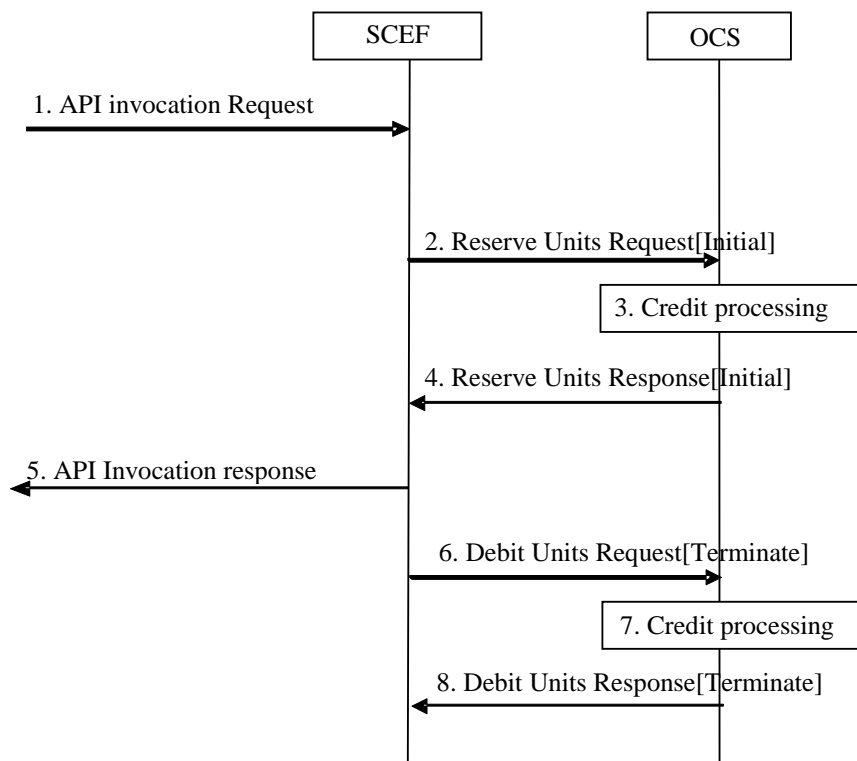 SCEF
OCS
1. API invocation Request
2. Reserve Units Request[Initial]
3. Credit processing
4. Reserve Units Response[Initial]
5. API Invocation response
6. Debit Units Request[Terminate]
7. Credit processing
8. Debit Units Response[Terminate]